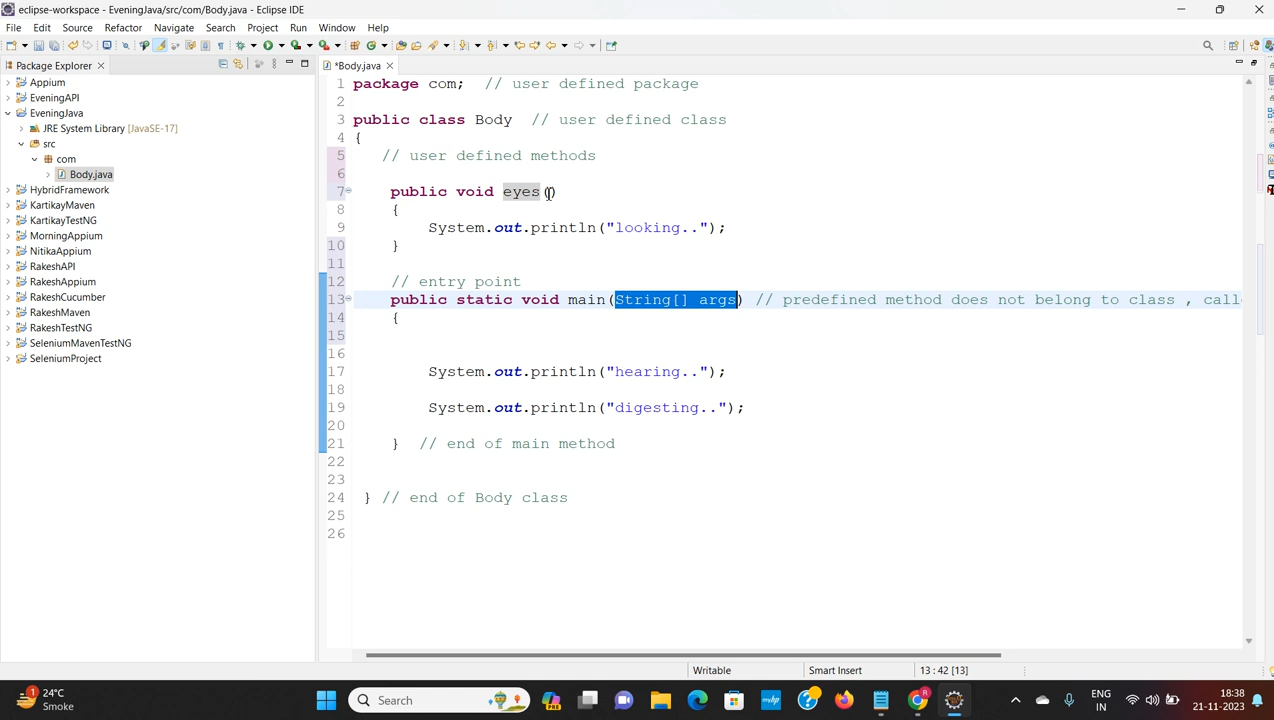 eclipse-workspace - EveningJava/src/com/Body.java - Eclipse IDE
File Edit Source Refactor Navigate Search Project Run Window Help
Package Explorer
*Body.java
Appium
EveningAPI
EveningJava
JRE System Library [JavaSE-17]
src
com
Body.java
HybridFramework
KartikayMaven
KartikayTestNG
MorningAppium
NitikaAppium
RakeshAPI
RakeshAppium
RakeshCucumber
RakeshMaven
RakeshTestNG
SeleniumMavenTestNG
SeleniumProject
1 package com; // user defined package
2
3 public class Body // user defined class
4 {
5 // user defined methods
6
7 public void eyes()
8 {
9 System.out.println("looking..");
10 }
11
12 // entry point
13 public static void main(String[] args) // predefined method does not belong to class , call
14 {
15
16
17 System.out.println("hearing..");
18
19 System.out.println("digesting..");
20
21 } // end of main method
22
23
24 } // end of Body class
25
26
Writable Smart Insert 13 : 42 [13]
1
24°C
Smoke
Search
PRE
ENG
IN
18:38
21-11-2023